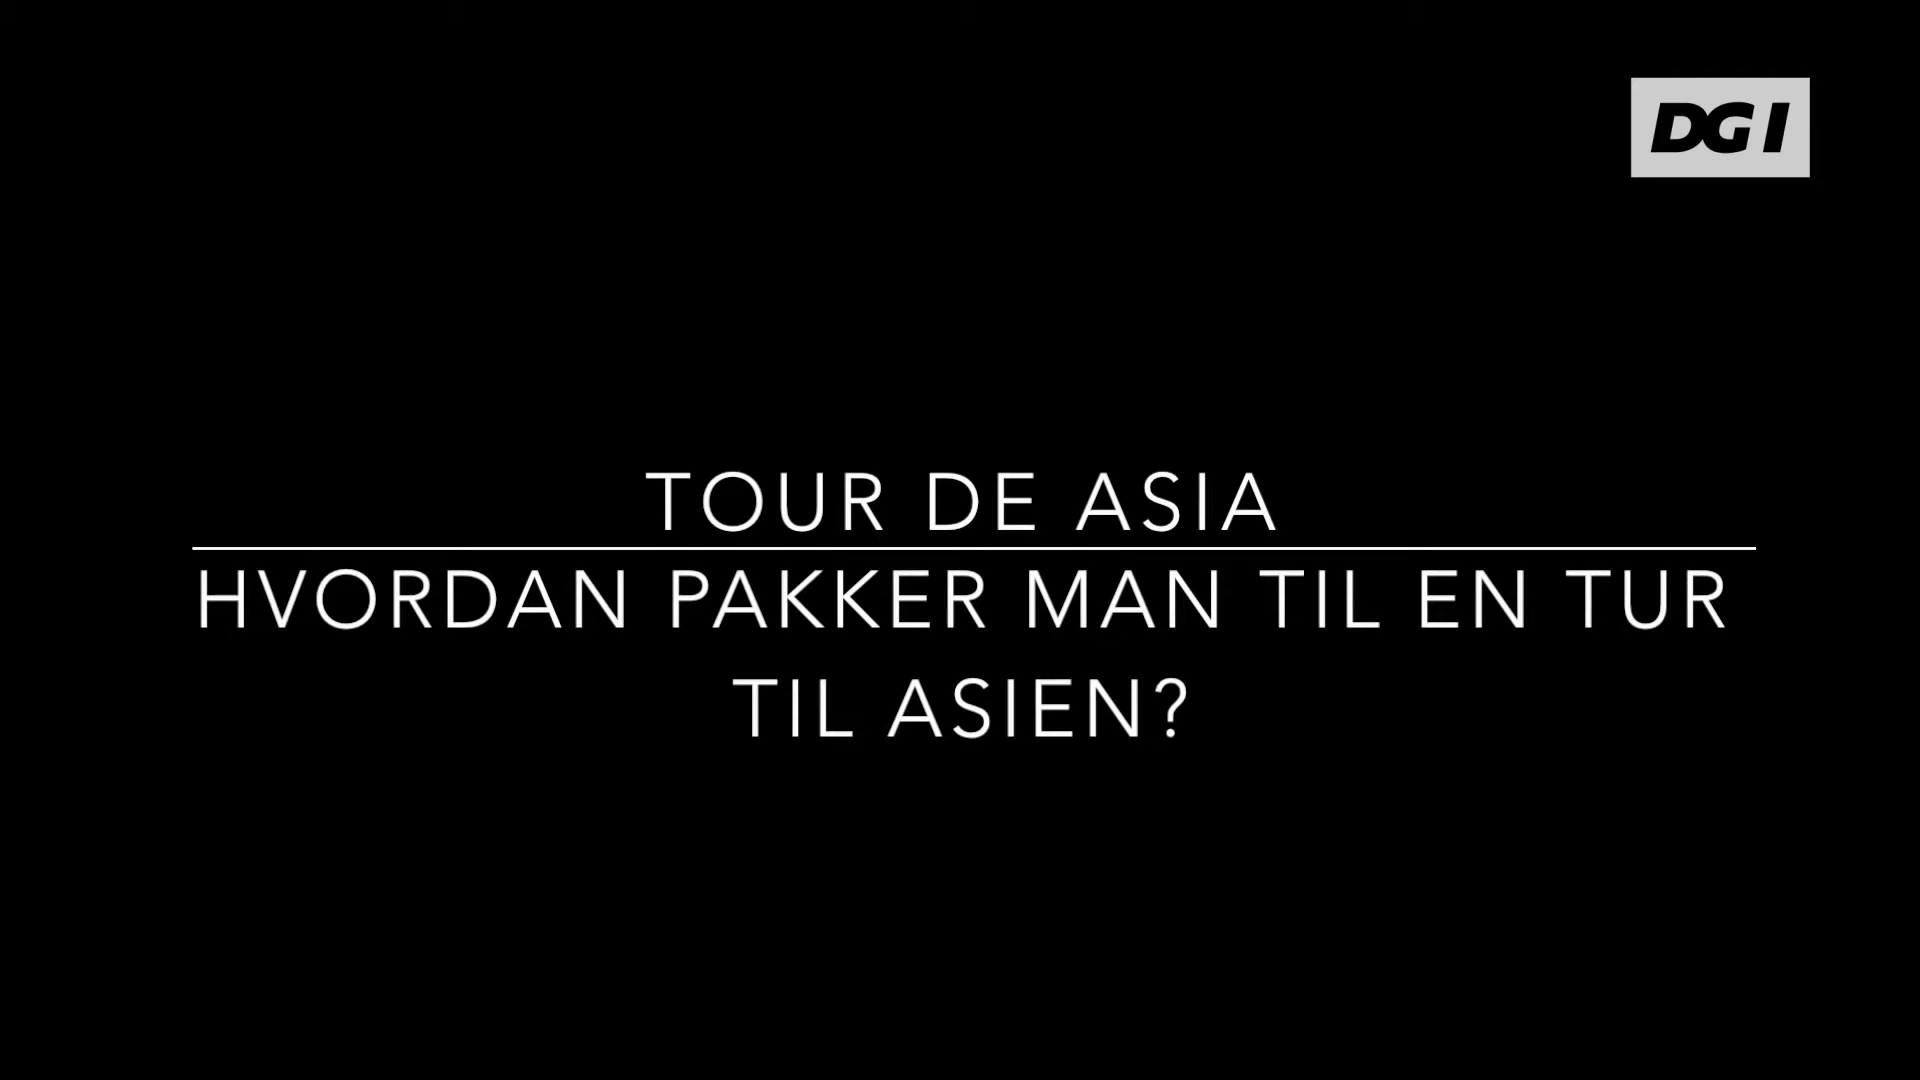 DGI
TOUR DE ASIA
HVORDAN PAKKER MAN TIL EN TUR
TIL ASIEN?